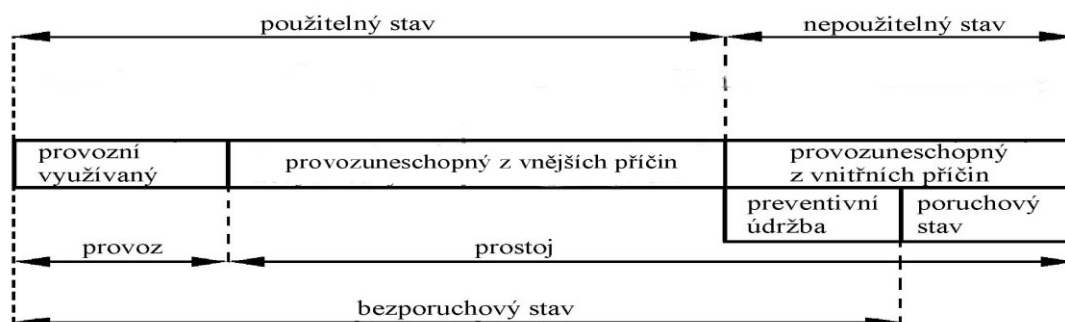 použitelný stav
nepoužitelný stav
provozní
využívaný
provozuneschopný z vnějších příčin
provozuneschopný
z vnitřních příčin
preventivní
údržba
poruchový
stav
provoz
prostoj
bezporuchový stav